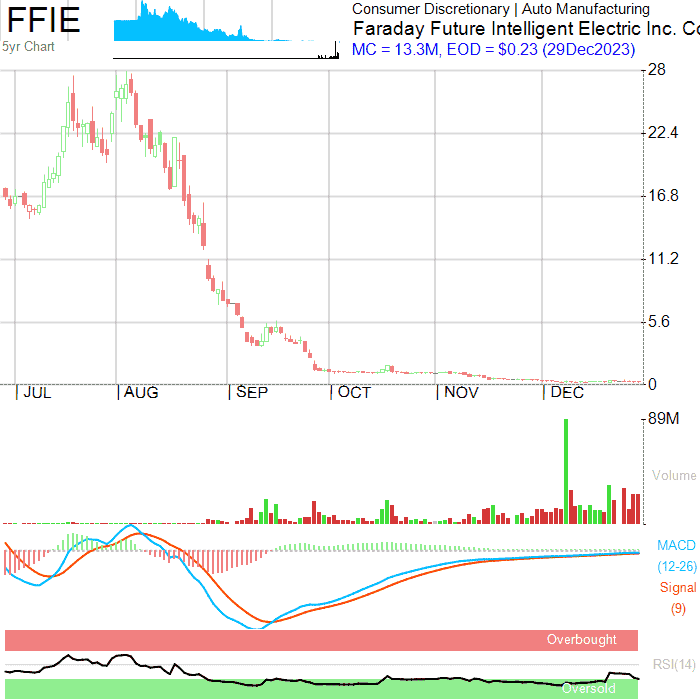 FFIE
5yr Chart
Consumer Discretionary | Auto Manufacturing
Faraday Future Intelligent Electric Inc. Co
MC = 13.3M, EOD = $0.23 (29Dec2023)
28
22.4
16.8
11.2
5.6
0
JUL AUG SEP OCT NOV DEC
89M
Volume
MACD
(12-26)
Signal
(9)
Overbought
RSI(14)
Oversold